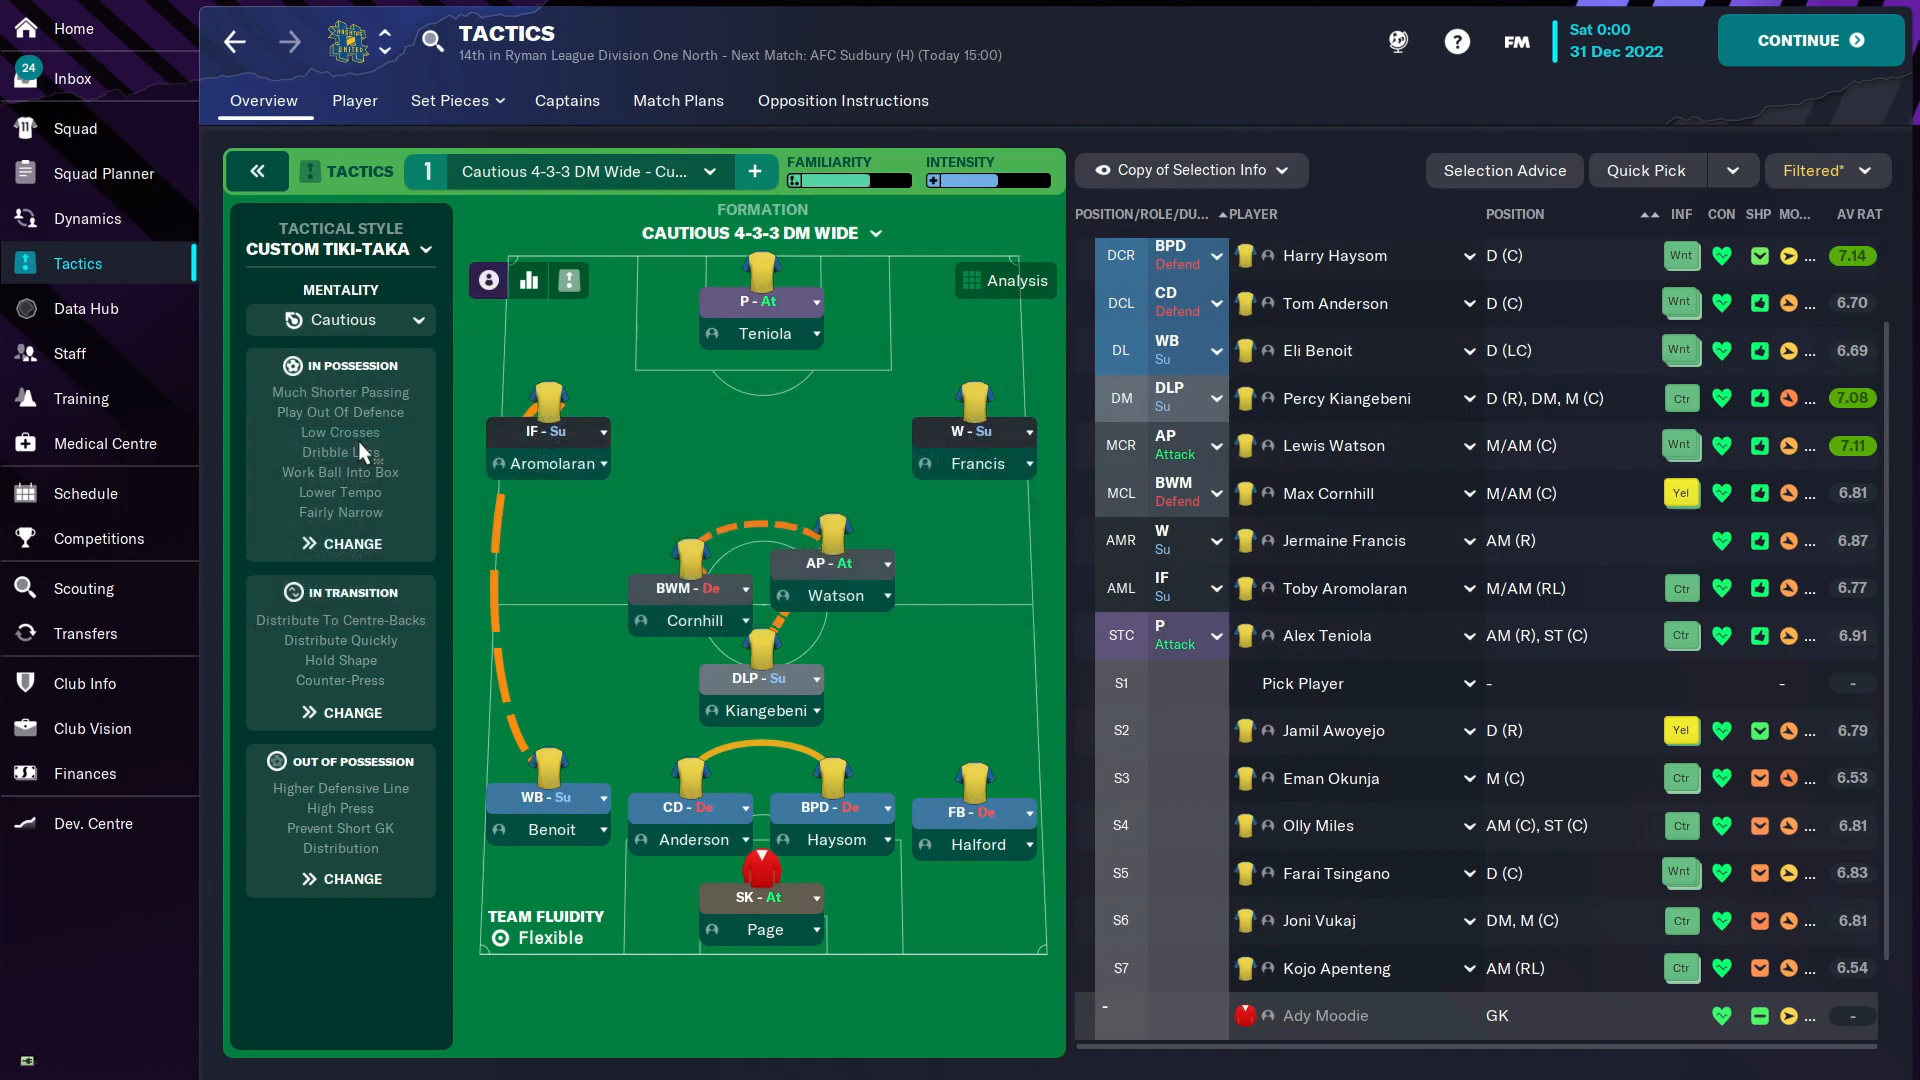 Home
24
Inbox
Squad
Squad Planner
Dynamics
Tactics
Data Hub
Staff
Training
Medical Centre
Schedule
Competitions
Scouting
Transfers
Club Info
Club Vision
Finances
Dev. Centre
TACTICS
14th in Ryman League Division One North - Next Match: AFC Sudbury (H) (Today 15:00)
FM
Sat 0:00
31 Dec 2022
CONTINUE
Overview
Player
Set Pieces
Captains
Match Plans
Opposition Instructions
TACTICS
1
Cautious 4-3-3 DM Wide - Cu...
FAMILIARITY
INTENSITY
TACTICAL STYLE
CUSTOM TIKI-TAKA
MENTALITY
Cautious
IN POSSESSION
Much Shorter Passing
Play Out Of Defence
Low Crosses
Work Ball Into Box
Lower Tempo
Fairly Narrow
CHANGE
IN TRANSITION
Distribute To Centre-Backs
Distribute Quickly
Hold Shape
Counter-Press
CHANGE
OUT OF POSSESSION
Higher Defensive Line
High Press
Prevent Short GK
Distribution
CHANGE
FORMATION
CAUTIOUS 4-3-3 DM WIDE
Analysis
P - At
Teniola
IF - Su
Aromolaran
W - Su
Francis
AP - At
Watson
BWM - De
Cornhill
DLP - Su
Kiangebeni
WB - Su
Benoit
CD - De
Anderson
BPD - De
Haysom
FB - De
Halford
SK - At
Page
TEAM FLUIDITY
Flexible
Copy of Selection Info
Selection Advice
Quick Pick
Filtered*
POSITION/ROLE/DU... PLAYER POSITION INF CON SHP MO... AV RAT
DCR BPD Defend Harry Haysom D (C) Wnt ... 7.14
DCL CD Defend Tom Anderson D (C) Wnt ... 6.70
DL WB Su Eli Benoit D (LC) Wnt ... 6.69
DM DLP Su Percy Kiangebeni D (R), DM, M (C) Ctr ... 7.08
MCR AP Attack Lewis Watson M/AM (C) Wnt ... 7.11
MCL BWM Defend Max Cornhill M/AM (C) Yel ... 6.81
AMR W Su Jermaine Francis AM (R) ... 6.87
AML IF Su Toby Aromolaran M/AM (RL) Ctr ... 6.77
STC P Attack Alex Teniola AM (R), ST (C) Ctr ... 6.91
S1 Pick Player - - -
S2 Jamil Awoyejo D (R) Yel ... 6.79
S3 Eman Okunja M (C) Ctr ... 6.53
S4 Olly Miles AM (C), ST (C) Ctr ... 6.81
S5 Farai Tsingano D (C) Wnt ... 6.83
S6 Joni Vukaj DM, M (C) Ctr ... 6.81
S7 Kojo Apenteng AM (RL) Ctr ... 6.54
- Ady Moodie GK ... -